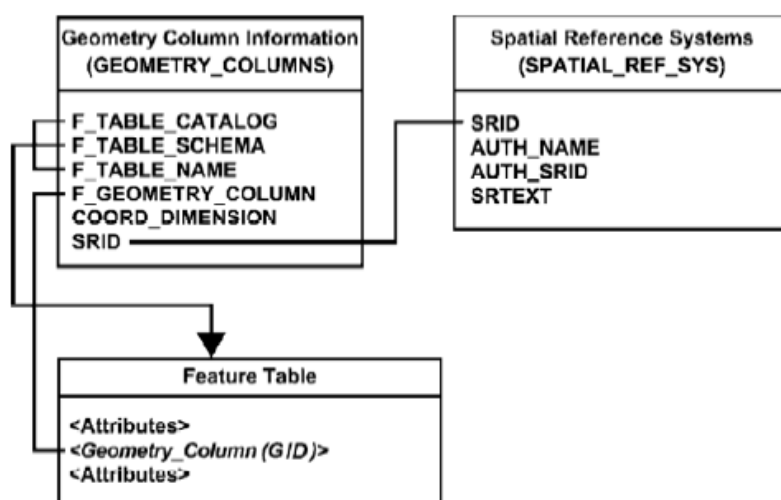 Geometry Column Information
(GEOMETRY_COLUMNS)
F_TABLE_CATALOG
F_TABLE_SCHEMA
F_TABLE_NAME
F_GEOMETRY_COLUMN
COORD_DIMENSION
SRID
Spatial Reference Systems
(SPATIAL_REF_SYS)
SRID
AUTH_NAME
AUTH_SRID
SRTEXT
Feature Table
<Attributes>
<Geometry_Column (GID)>
<Attributes>